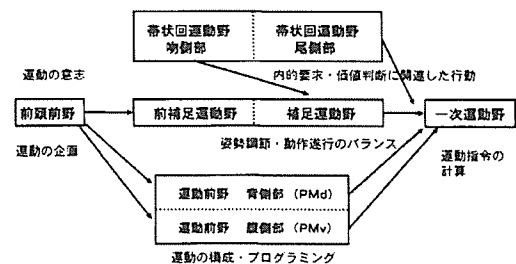 帯状回運動野 吻側部
帯状回運動野 尾側部
運動の意志
内的要求・価値判断に関連した行動
前頭前野
前補足運動野
補足運動野
一次運動野
運動の企画
姿勢調節・動作遂行のバランス
運動指令の
計算
運動前野 背側部（PMd）
運動前野 腹側部（PMv）
運動の構成・プログラミング